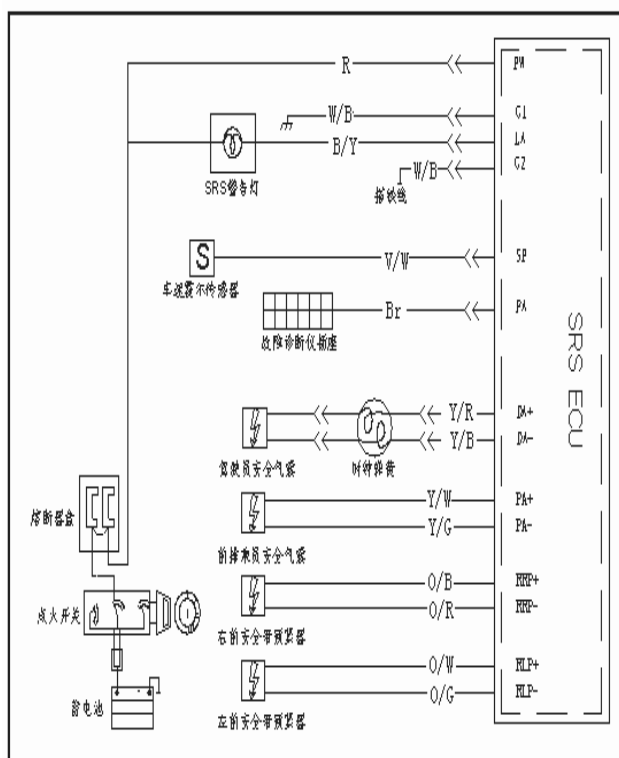 R
PW
W/B
G1
B/Y
LA
SRS警告灯
W/B
G2
搭铁线
S
V/W
SP
车速霍尔传感器
Br
PA
故障诊断仪插座
SRS ECU
Y/R
DA+
Y/B
DA-
驾驶员安全气囊
时钟弹簧
Y/W
PA+
Y/G
PA-
前排乘员安全气囊
熔断器盒
O/B
RRP+
O/R
RRP-
右前安全带预紧器
点火开关
O/W
RLP+
O/G
RLP-
左前安全带预紧器
蓄电池